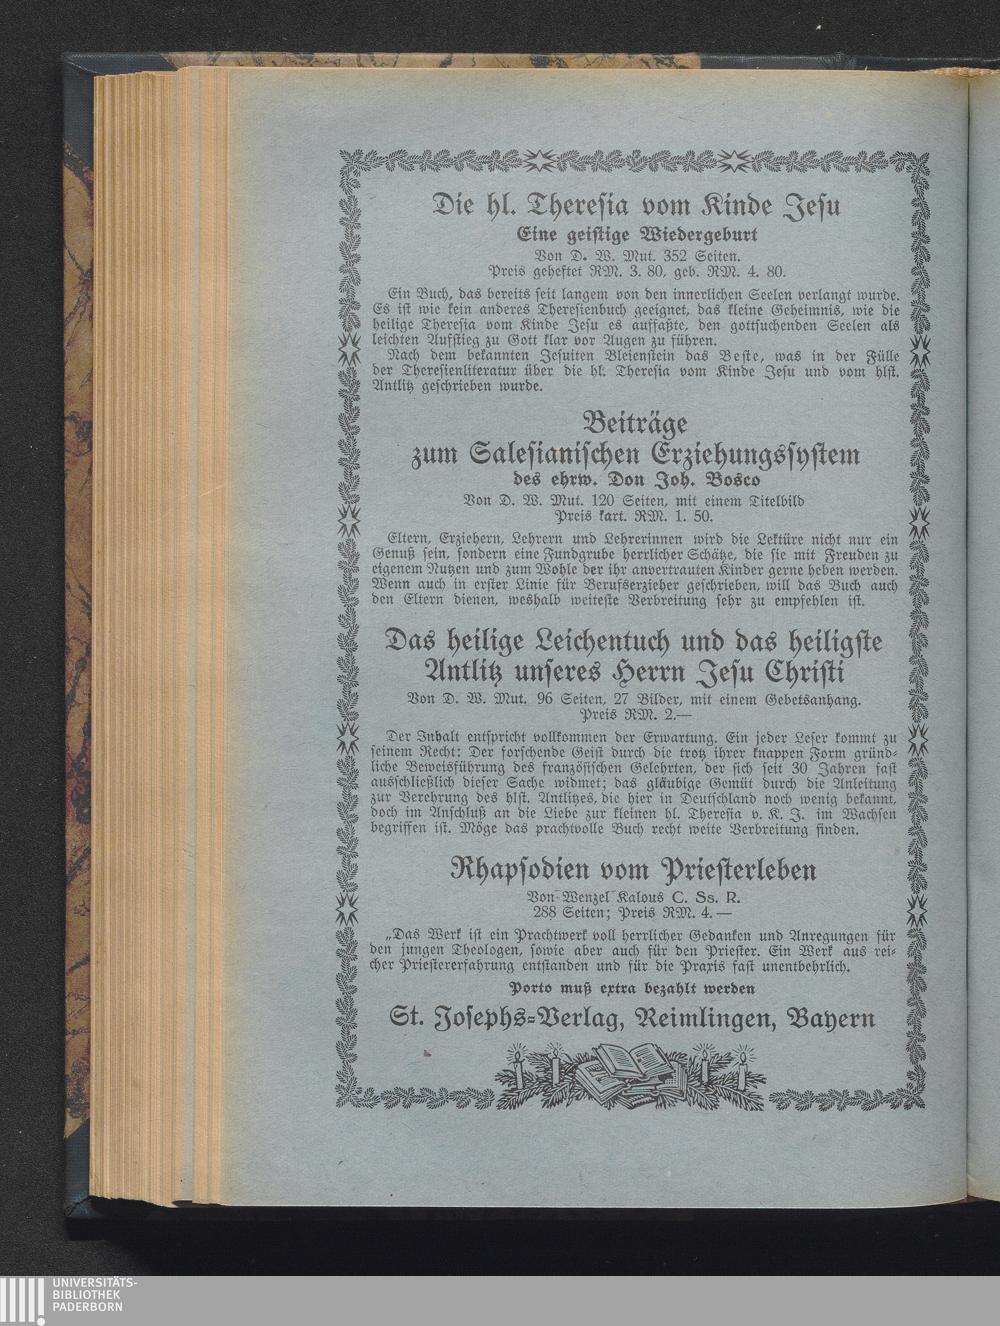 Die hl. Theresia vom Kinde Jesu
Eine geistige Wiedergeburt
Von D. W. Mut. 352 Seiten.
Preis geheftet RM. 3. 80, geb. RM. 4. 80.
Ein Buch, das bereits seit langem von den innerlichen Seelen verlangt wurde.
Es ist wie kein anderes Theresienbuch geeignet, das kleine Geheimnis, wie die
heilige Theresia vom Kinde Jesu es auffaßte, den gottsuchenden Seelen als
leichten Aufstieg zu Gott klar vor Augen zu führen.
Nach dem bekannten Jesuiten Bleienstein das Beste, was in der Fülle
der Theresienliteratur über die hl. Theresia vom Kinde Jesu und vom hlst.
Antlitz geschrieben wurde.
Beiträge
zum Salesianischen Erziehungssystem
des ehrw. Don Joh. Bosco
Von D. W. Mut. 120 Seiten, mit einem Titelbild
Preis kart. RM. 1. 50.
Eltern, Erziehern, Lehrern und Lehrerinnen wird die Lektüre nicht nur ein
Genuß sein, sondern eine Fundgrube herrlicher Schätze, die sie mit Freuden zu
eigenem Nutzen und zum Wohle der ihr anvertrauten Kinder gerne heben werden.
Wenn auch in erster Linie für Berufserzieher geschrieben, will das Buch auch
den Eltern dienen, weshalb weiteste Verbreitung sehr zu empfehlen ist.
Das heilige Leichentuch und das heiligste
Antlitz unseres Herrn Jesu Christi
Von D. W. Mut. 96 Seiten, 27 Bilder, mit einem Gebetsanhang.
Preis RM. 2.—
Der Inhalt entspricht vollkommen der Erwartung. Ein jeder Leser kommt zu
seinem Recht: Der forschende Geist durch die trotz ihrer knappen Form gründ-
liche Beweisführung des französischen Gelehrten, der sich seit 30 Jahren fast
ausschließlich dieser Sache widmet; das gläubige Gemüt durch die Anleitung
zur Verehrung des hlst. Antlitzes, die hier in Deutschland noch wenig bekannt,
doch im Anschluß an die Liebe zur kleinen hl. Theresia v. K. J. im Wachsen
begriffen ist. Möge das prachtvolle Buch recht weite Verbreitung finden.
Rhapsodien vom Priesterleben
Von Wenzel Kalous C. Ss. R.
288 Seiten; Preis RM. 4.—
„Das Werk ist ein Prachtwerk voll herrlicher Gedanken und Anregungen für
den jungen Theologen, sowie aber auch für den Priester. Ein Werk aus rei-
cher Priestererfahrung entstanden und für die Praxis fast unentbehrlich.
Porto muß extra bezahlt werden
St. Josephs-Verlag, Reimlingen, Bayern
UNIVERSITÄTS-
BIBLIOTHEK
PADERBORN